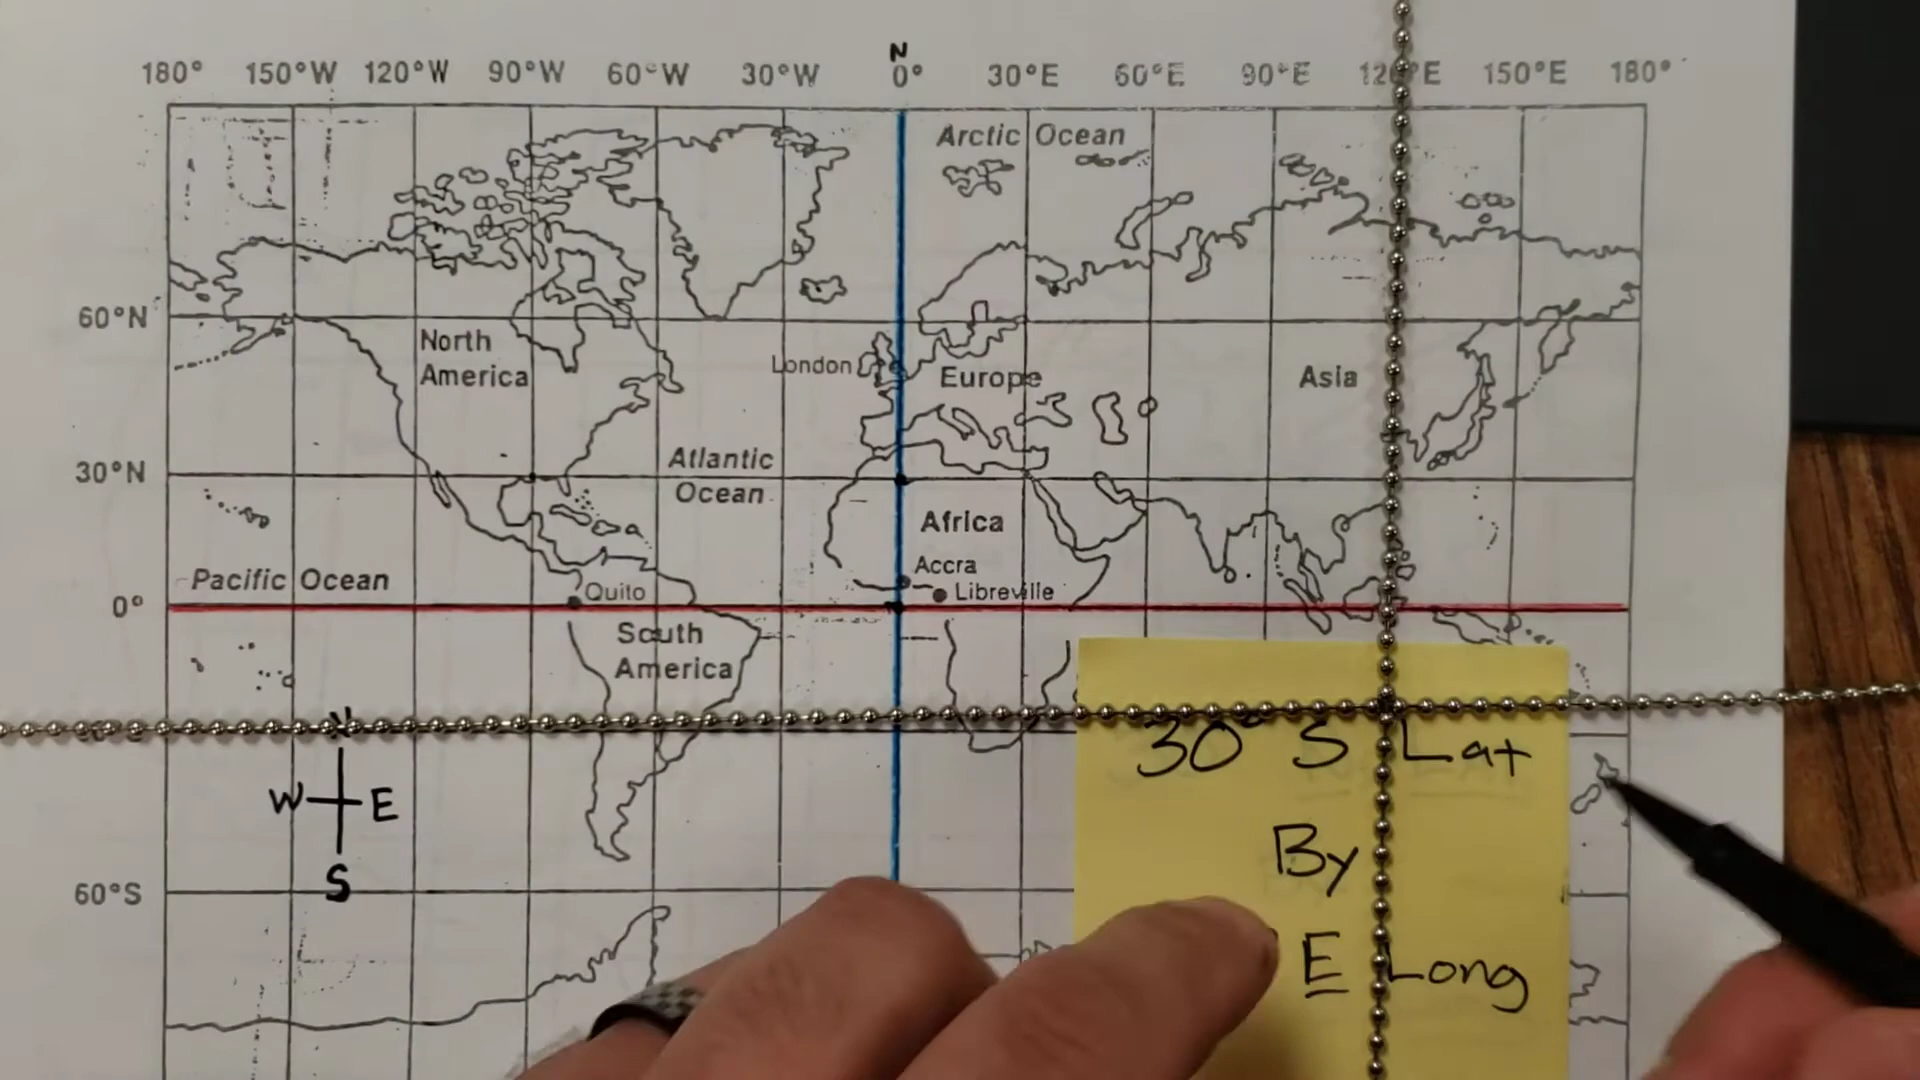 N
180° 150°W 120°W 90°W 60°W 30°W 0° 30°E 60°E 90°E 120°E 150°E 180°
Arctic Ocean
60°N
North
America
London
Europe
Asia
Atlantic
Ocean
30°N
Africa
Accra
Pacific Ocean
Quito
Libreville
0°
South
America
N
30° S Lat
W E
By
S
60°S
E Long